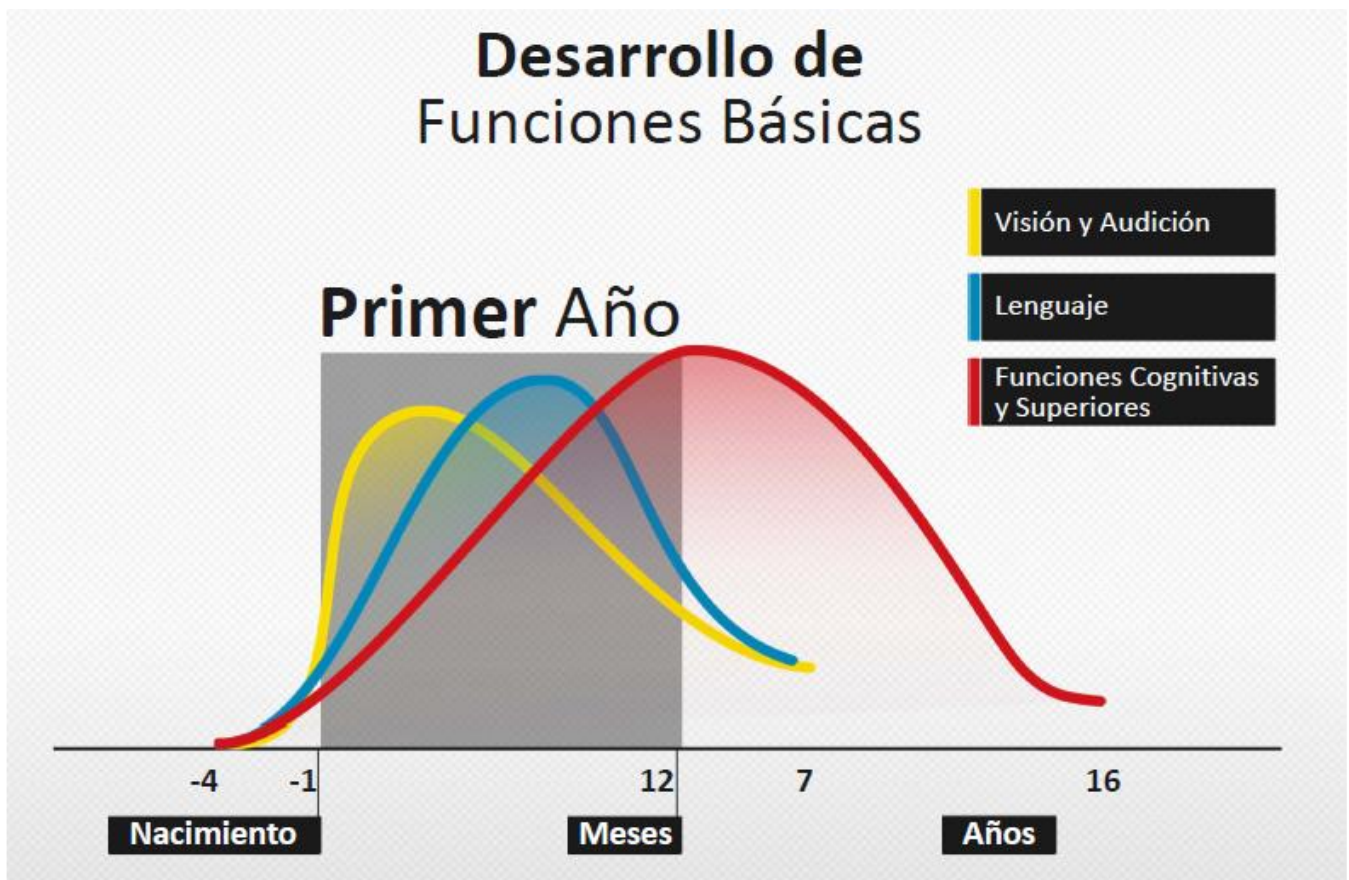 Desarrollo de
Funciones Básicas
Visión y Audición
Lenguaje
Funciones Cognitivas
y Superiores
Primer Año
-4 -1 12 7 16
Nacimiento Meses Años